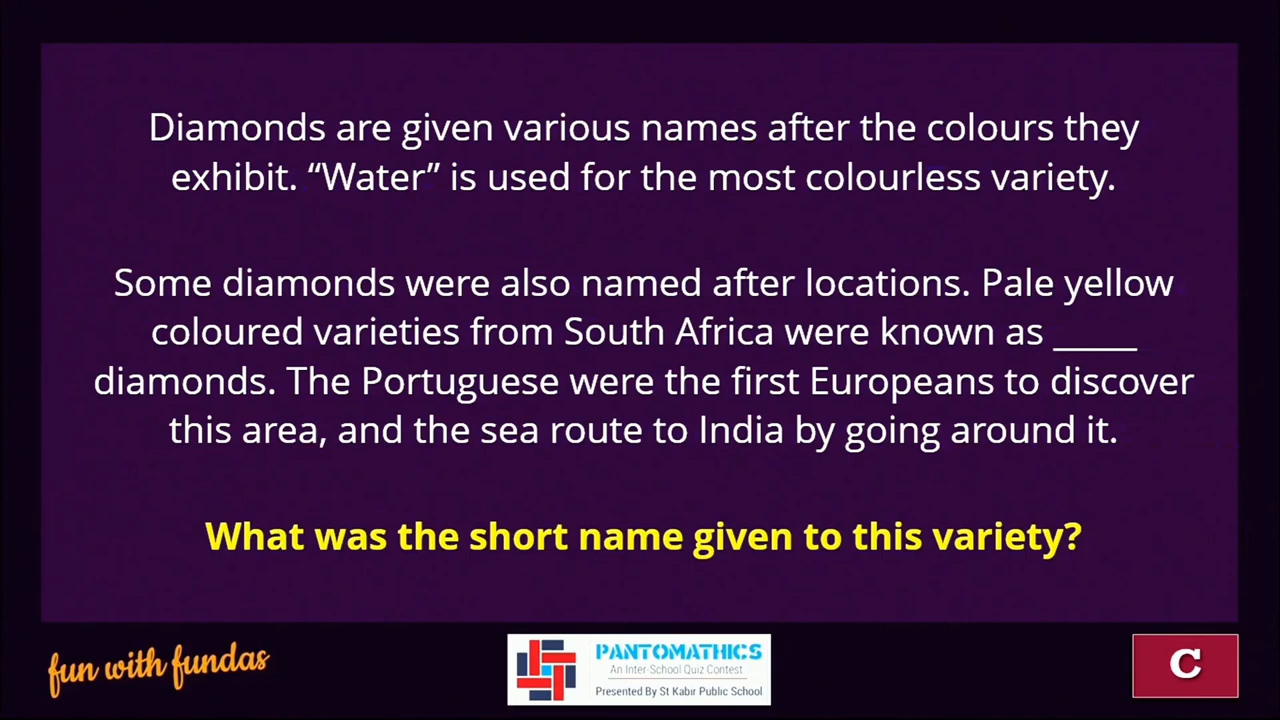 Diamonds are given various names after the colours they
exhibit. “Water” is used for the most colourless variety.
Some diamonds were also named after locations. Pale yellow
coloured varieties from South Africa were known as _____
diamonds. The Portuguese were the first Europeans to discover
this area, and the sea route to India by going around it.
What was the short name given to this variety?
fun with fundas
PANTOMATHICS
An Inter-School Quiz Contest
Presented By St Kabir Public School
C